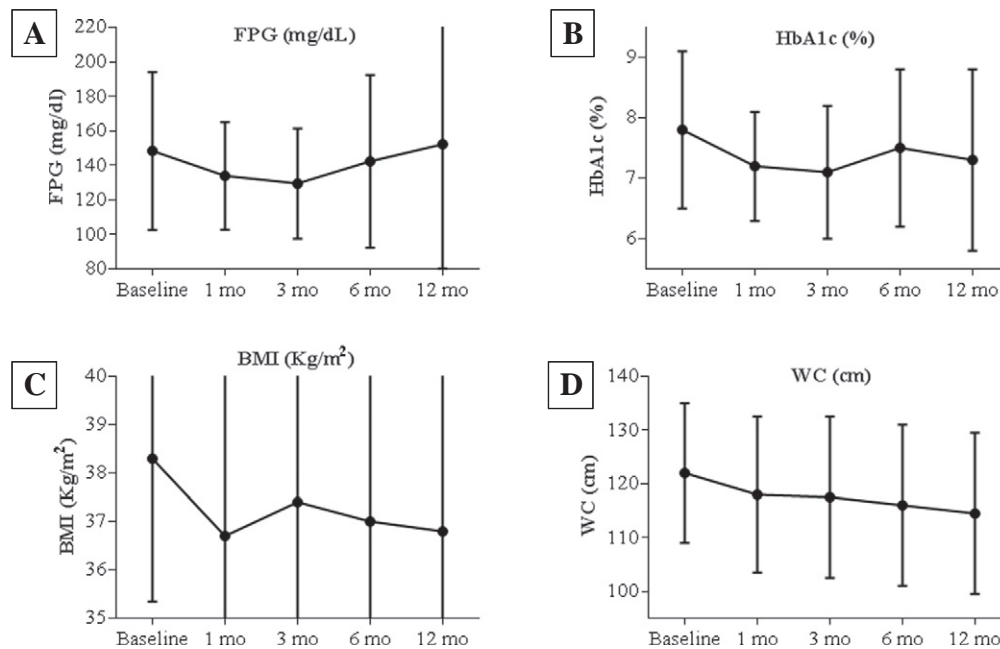 A
FPG (mg/dL)
220
200
180
160
140
120
100
80
FPG (mg/dl)
Baseline 1 mo 3 mo 6 mo 12 mo
B
HbA1c (%)
9
8
7
6
HbA1c (%)
Baseline 1 mo 3 mo 6 mo 12 mo
C
BMI (Kg/m²)
40
39
38
37
36
35
BMI (Kg/m²)
Baseline 1 mo 3 mo 6 mo 12 mo
D
WC (cm)
140
130
120
110
100
WC (cm)
Baseline 1 mo 3 mo 6 mo 12 mo